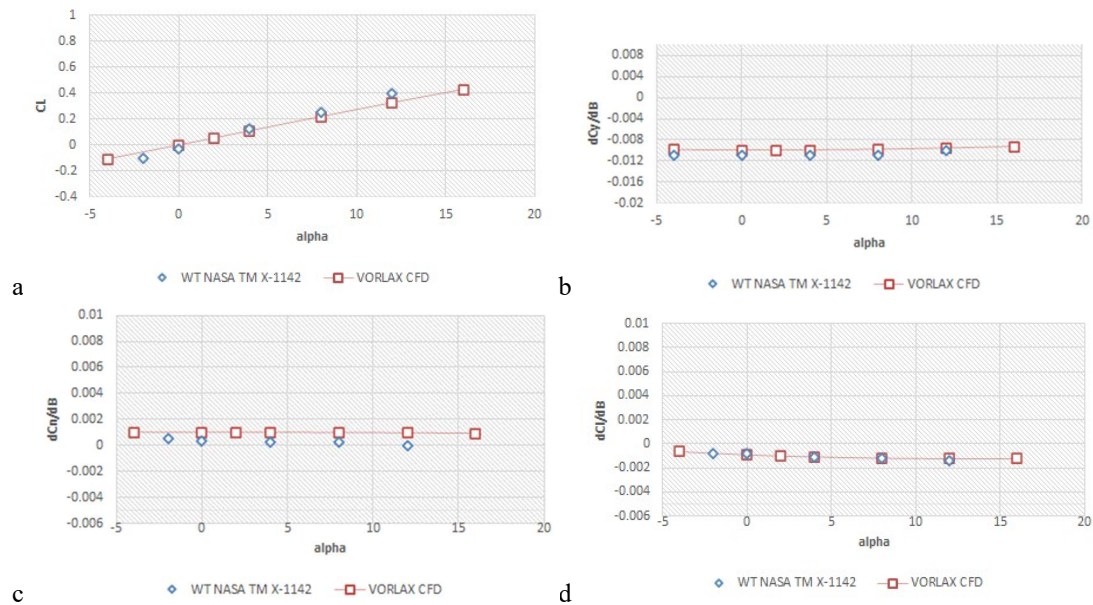 1
0.8
0.6
0.4
0.2
0
-0.2
-0.4
CL
-5 0 5 10 15 20
alpha
WT NASA TM X-1142 VORLAX CFD
a
0.008
0.004
0
-0.004
-0.008
-0.012
-0.016
-0.02
dCy/dB
-5 0 5 10 15 20
alpha
WT NASA TM X-1142 VORLAX CFD
b
0.01
0.008
0.006
0.004
0.002
0
-0.002
-0.004
-0.006
dCn/dB
-5 0 5 10 15 20
alpha
WT NASA TM X-1142 VORLAX CFD
c
0.01
0.008
0.006
0.004
0.002
0
-0.002
-0.004
-0.006
dCl/dB
-5 0 5 10 15 20
alpha
WT NASA TM X-1142 VORLAX CFD
d